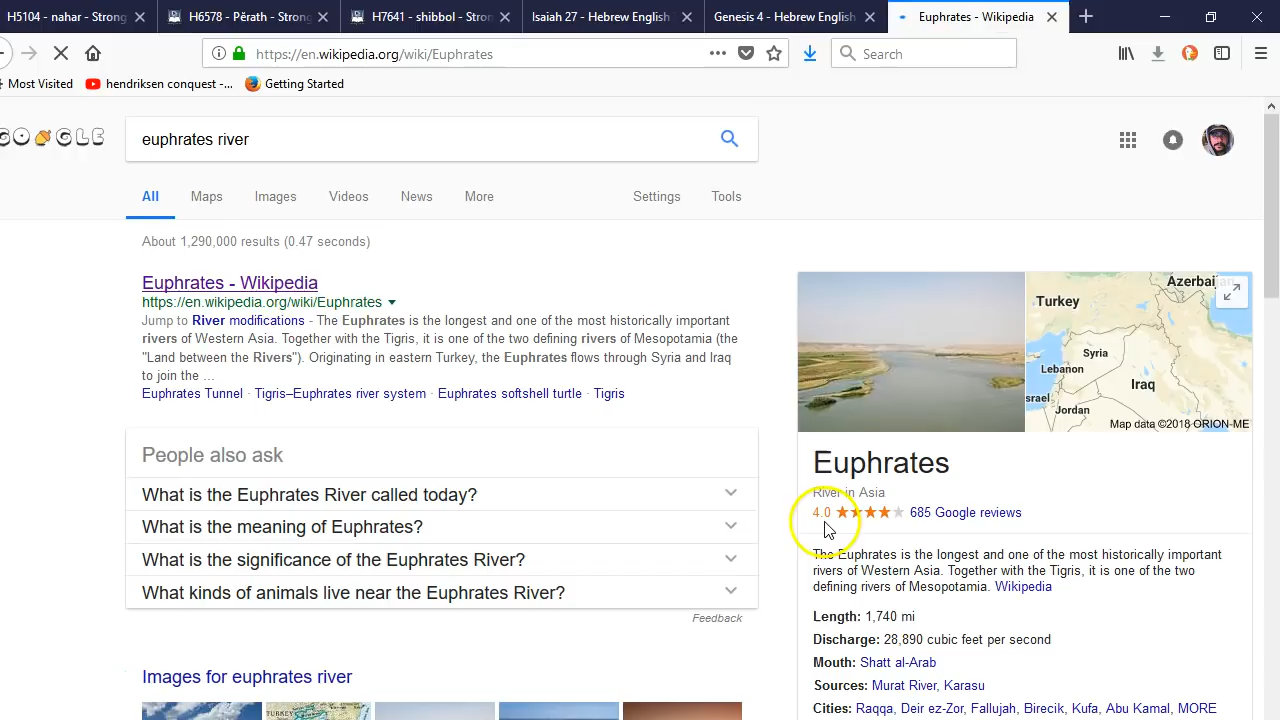 H5104 - nahar - Strong
H6578 - Pĕrath - Strong
H7641 - shibbol - Stron
Isaiah 27 - Hebrew English
Genesis 4 - Hebrew English
Euphrates - Wikipedia
https://en.wikipedia.org/wiki/Euphrates
Search
Most Visited
hendriksen conquest -...
Getting Started
GOOGLE
euphrates river
All
Maps
Images
Videos
News
More
Settings
Tools
About 1,290,000 results (0.47 seconds)
Euphrates - Wikipedia
https://en.wikipedia.org/wiki/Euphrates
Jump to River modifications - The Euphrates is the longest and one of the most historically important
rivers of Western Asia. Together with the Tigris, it is one of the two defining rivers of Mesopotamia (the
"Land between the Rivers"). Originating in eastern Turkey, the Euphrates flows through Syria and Iraq
to join the ...
Euphrates Tunnel · Tigris–Euphrates river system · Euphrates softshell turtle · Tigris
People also ask
What is the Euphrates River called today?
What is the meaning of Euphrates?
What is the significance of the Euphrates River?
What kinds of animals live near the Euphrates River?
Feedback
Images for euphrates river
TURKEY
Azerbaijan
Turkey
Syria
Lebanon
Iraq
srael
Jordan
Map data ©2018 ORION-ME
Euphrates
River in Asia
4.0
685 Google reviews
The Euphrates is the longest and one of the most historically important
rivers of Western Asia. Together with the Tigris, it is one of the two
defining rivers of Mesopotamia. Wikipedia
Length: 1,740 mi
Discharge: 28,890 cubic feet per second
Mouth: Shatt al-Arab
Sources: Murat River, Karasu
Cities: Raqqa, Deir ez-Zor, Fallujah, Birecik, Kufa, Abu Kamal, MORE